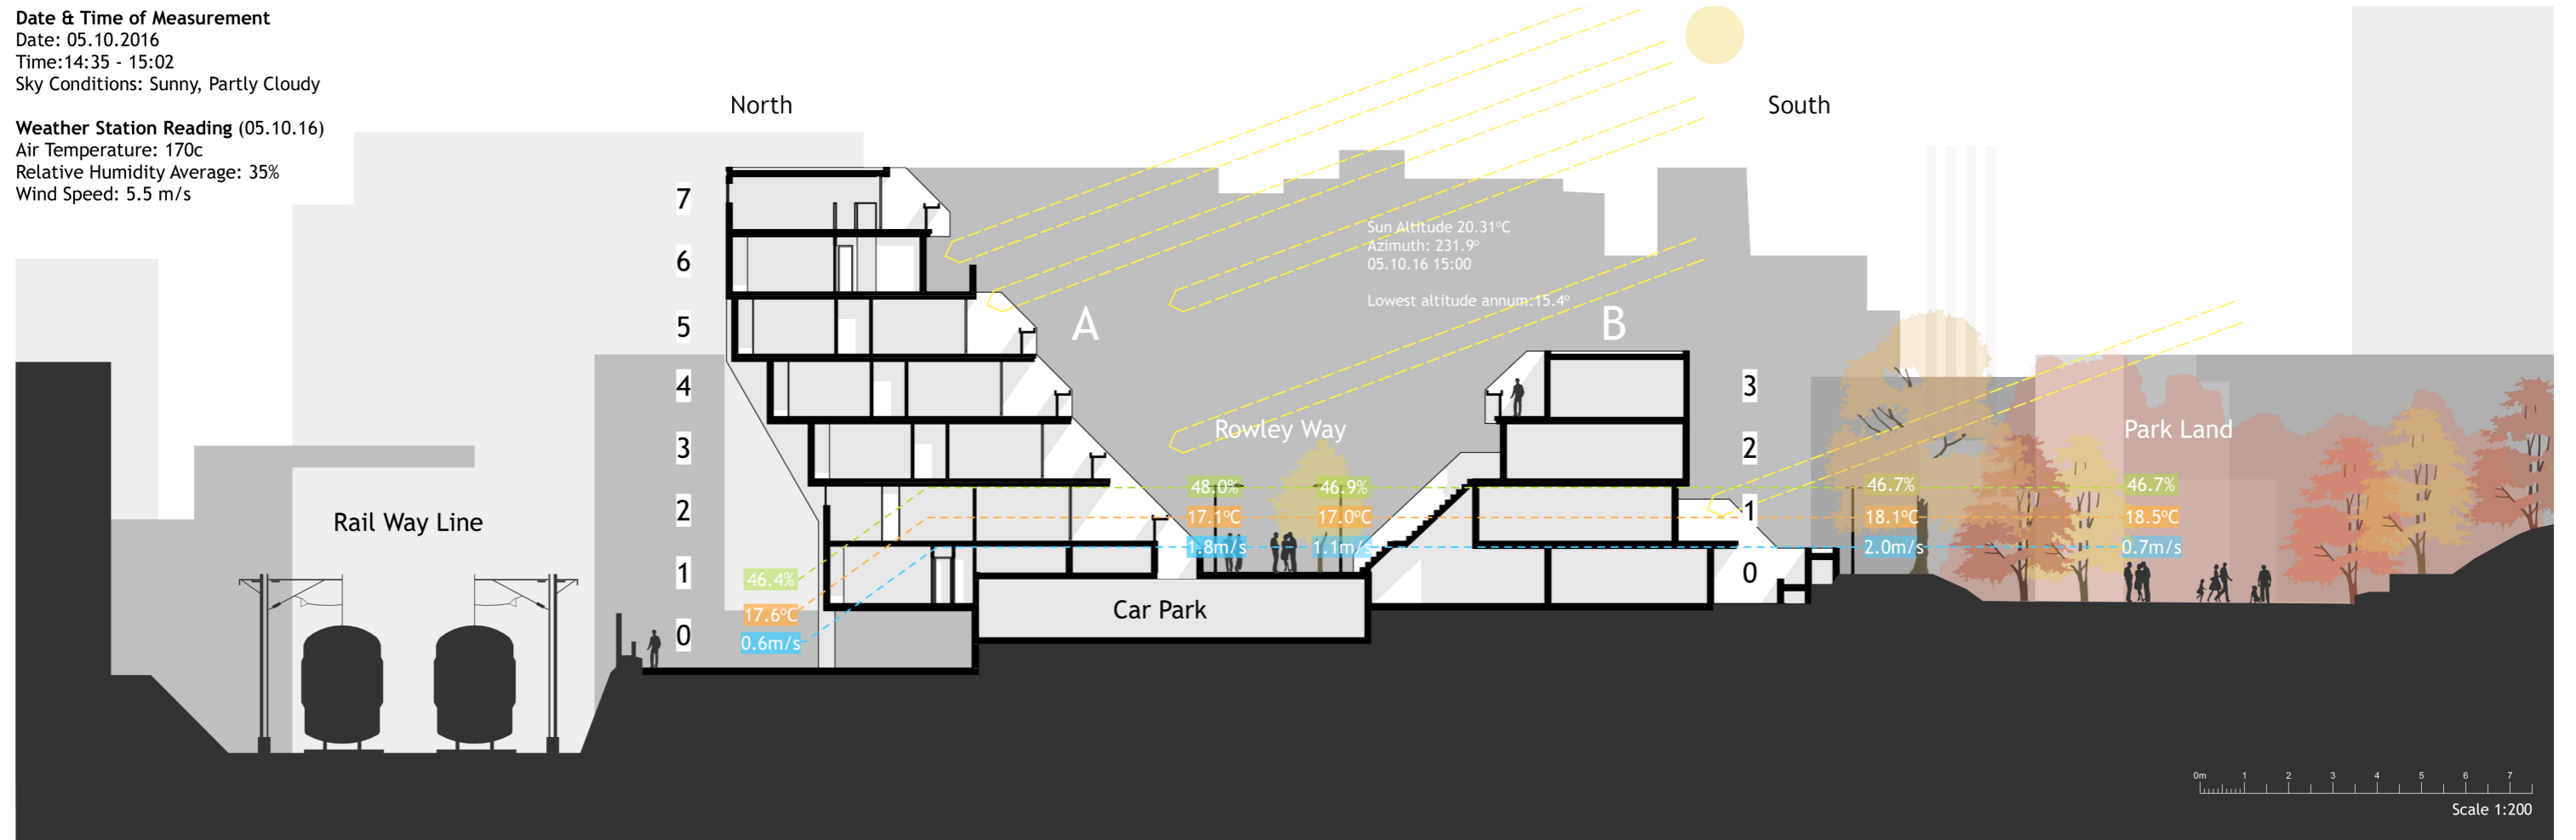 Date & Time of Measurement
Date: 05.10.2016
Time:14:35 - 15:02
Sky Conditions: Sunny, Partly Cloudy
Weather Station Reading (05.10.16)
Air Temperature: 170c
Relative Humidity Average: 35%
Wind Speed: 5.5 m/s
North
South
7
6
5
4
3
2
1
0
Sun Altitude 20.31ºC
Azimuth: 231.9º
05.10.16 15:00
Lowest altitude annum:15.4º
A
B
3
2
1
0
Rowley Way
Park Land
Rail Way Line
Car Park
46.4%
17.6ºC
0.6m/s
48.0%
17.1ºC
1.8m/s
46.9%
17.0ºC
1.1m/s
46.7%
18.1ºC
2.0m/s
46.7%
18.5ºC
0.7m/s
0m 1 2 3 4 5 6 7
Scale 1:200